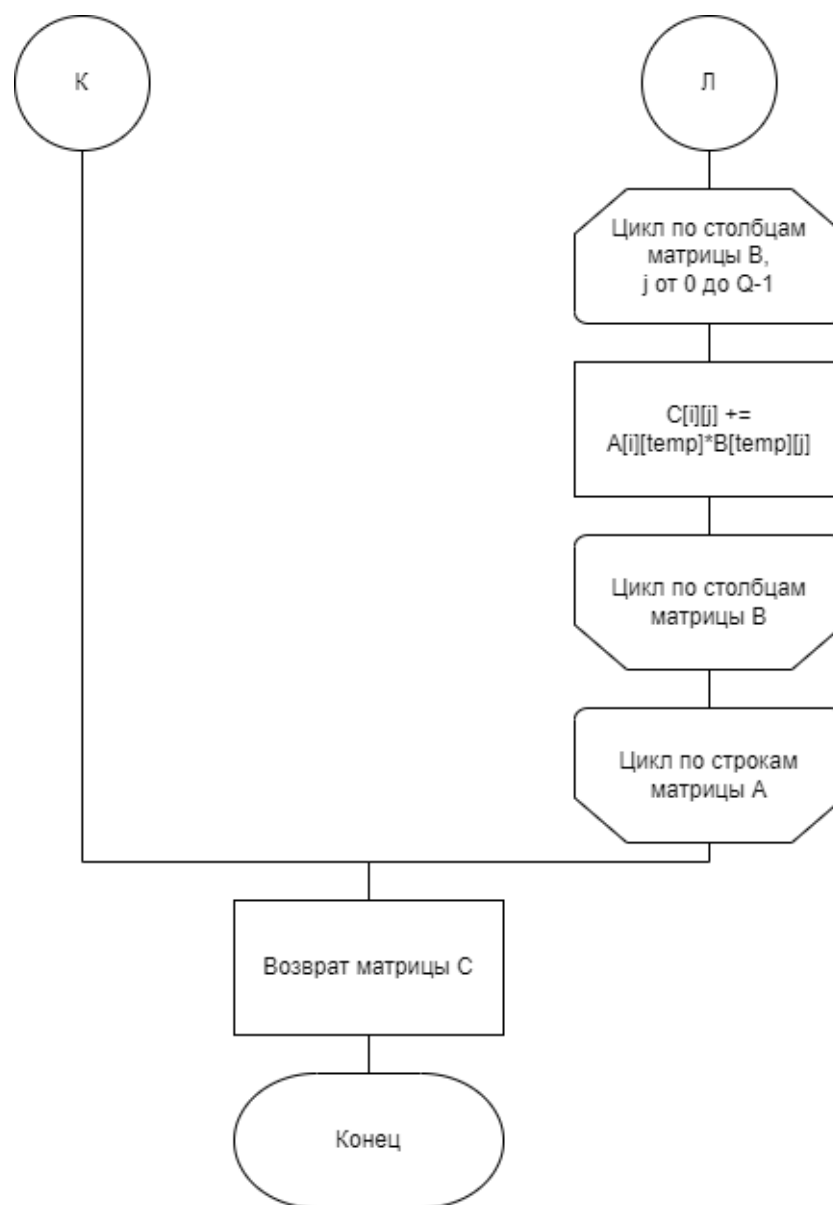 К
Л
Цикл по столбцам
матрицы B,
j от 0 до Q-1
C[i][j] +=
A[i][temp]*B[temp][j]
Цикл по столбцам
матрицы B
Цикл по строкам
матрицы A
Возврат матрицы C
Конец